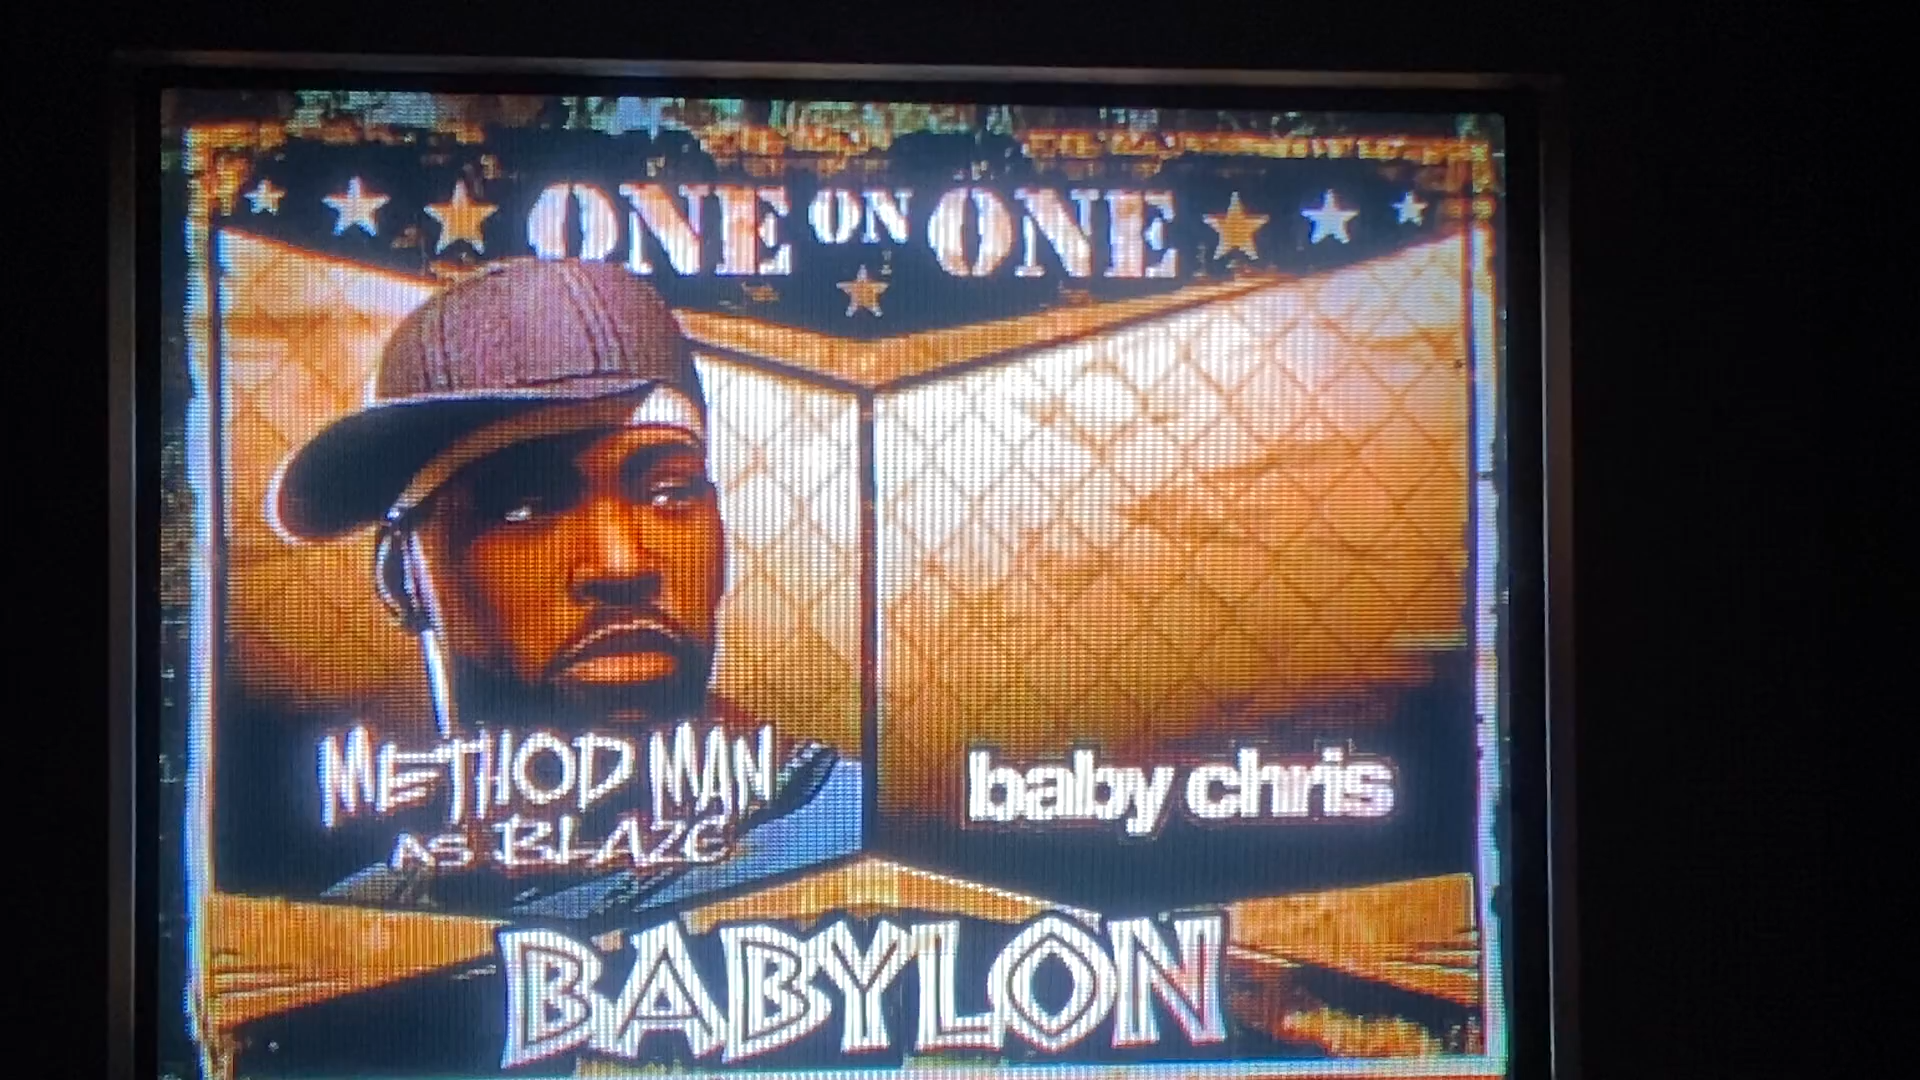 ONE ON ONE
METHOD MAN
AS BLAZE
baby chris
BABYLON